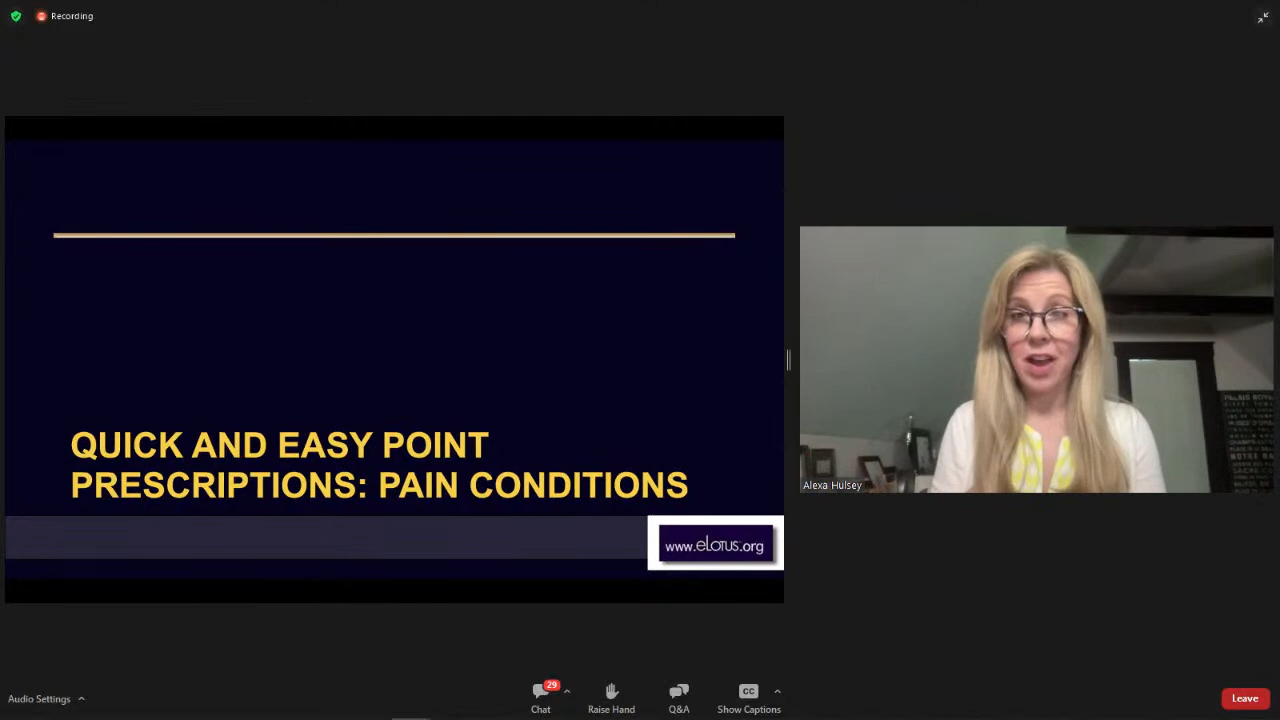 Recording
QUICK AND EASY POINT
PRESCRIPTIONS: PAIN CONDITIONS
www.eLotus.org
Alexa Hulsey
Audio Settings
29
Chat
Raise Hand
Q&A
CC
Show Captions
Leave